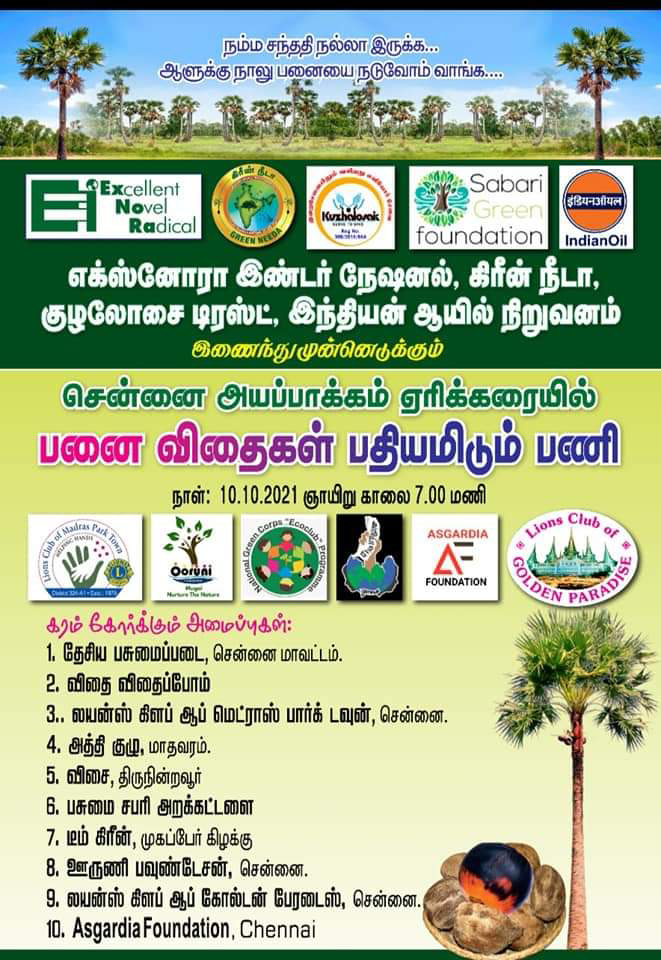 நம்ம சந்ததி நல்லா இருக்க...
ஆளுக்கு நாலு பனையை நடுவோம் வாங்க....
Excellent
Novel
Radical
கிரீன் நீடா
GREEN NEEDA
Kuzhalosak
Sabari
Green
foundation
इंडियनऑयल
IndianOil
எக்ஸ்னோரா இண்டர் நேஷனல், கிரீன் நீடா,
குழலோசை டிரஸ்ட், இந்தியன் ஆயில் நிறுவனம்
இணைந்துமுன்னெடுக்கும்
சென்னை அயப்பாக்கம் ஏரிக்கரையில்
பனை விதைகள் பதியமிடும் பணி
நாள்: 10.10.2021 ஞாயிறு காலை 7.00 மணி
Lions Club of Madras Park Town
HELPING HANDS
Ooruni
Nurture The Nature
National Green Corps "Ecoclub" Programme
ASGARDIA
AF
FOUNDATION
Lions Club of
GOLDEN PARADISE
கரம் கோர்க்கும் அமைப்புகள்:
1. தேசிய பசுமைப்படை, சென்னை மாவட்டம்.
2. விதை விதைப்போம்
3.. லயன்ஸ் கிளப் ஆப் மெட்ராஸ் பார்க் டவுன், சென்னை.
4. அத்தி குழு, மாதவரம்.
5. விசை, திருநின்றவூர்
6. பசுமை சபரி அறக்கட்டளை
7. டீம் கிரீன், முகப்பேர் கிழக்கு
8. ஊருணி பவுண்டேசன், சென்னை.
9. லயன்ஸ் கிளப் ஆப் கோல்டன் பேரடைஸ், சென்னை.
10. Asgardia Foundation, Chennai